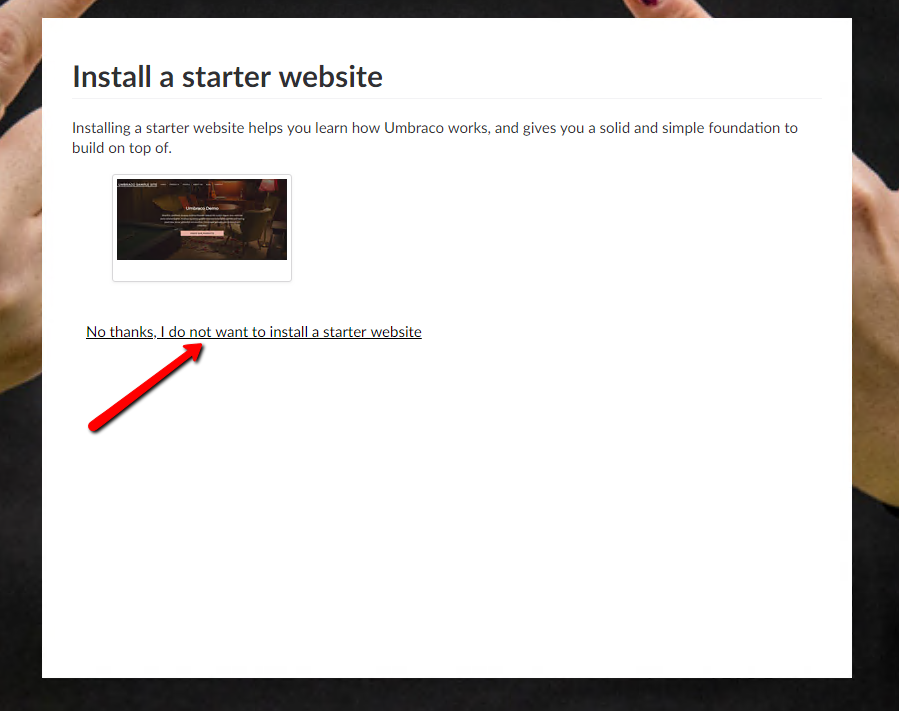 Install a starter website
Installing a starter website helps you learn how Umbraco works, and gives you a solid and simple foundation to
build on top of.
UMBRACO SAMPLE SITE
Umbraco Demo
No thanks, I do not want to install a starter website